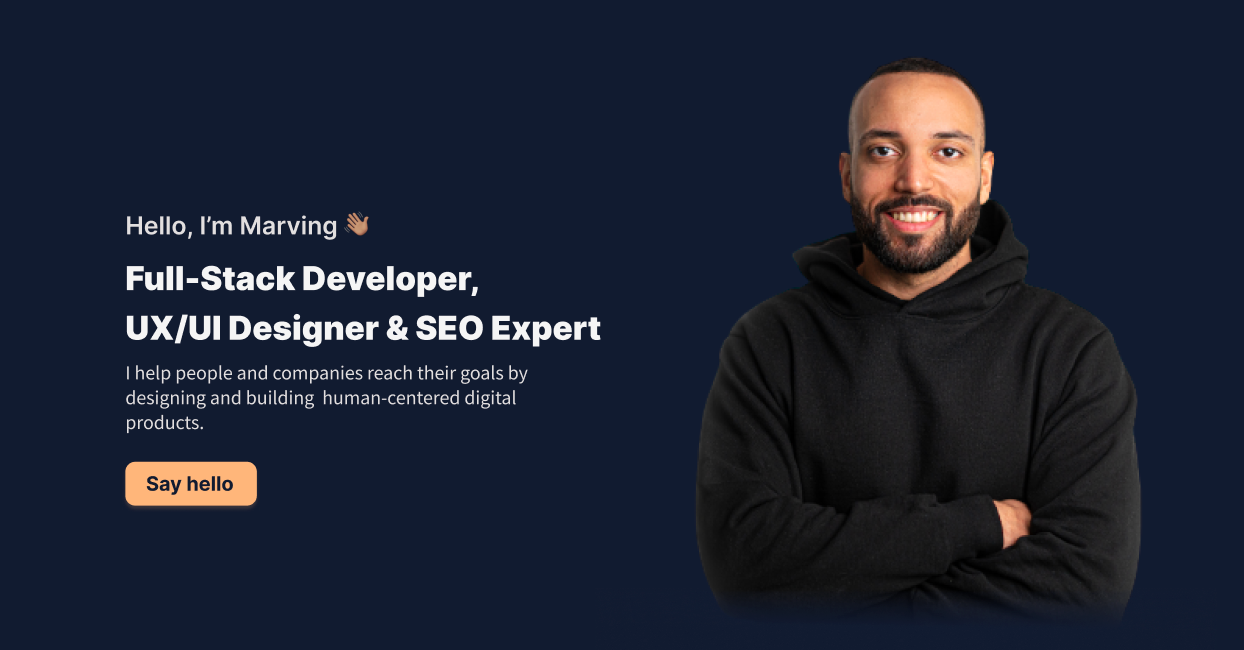 Hello, I’m Marving 👋🏽
Full-Stack Developer,
UX/UI Designer & SEO Expert
I help people and companies reach their goals by
designing and building  human-centered digital
products.
Say hello